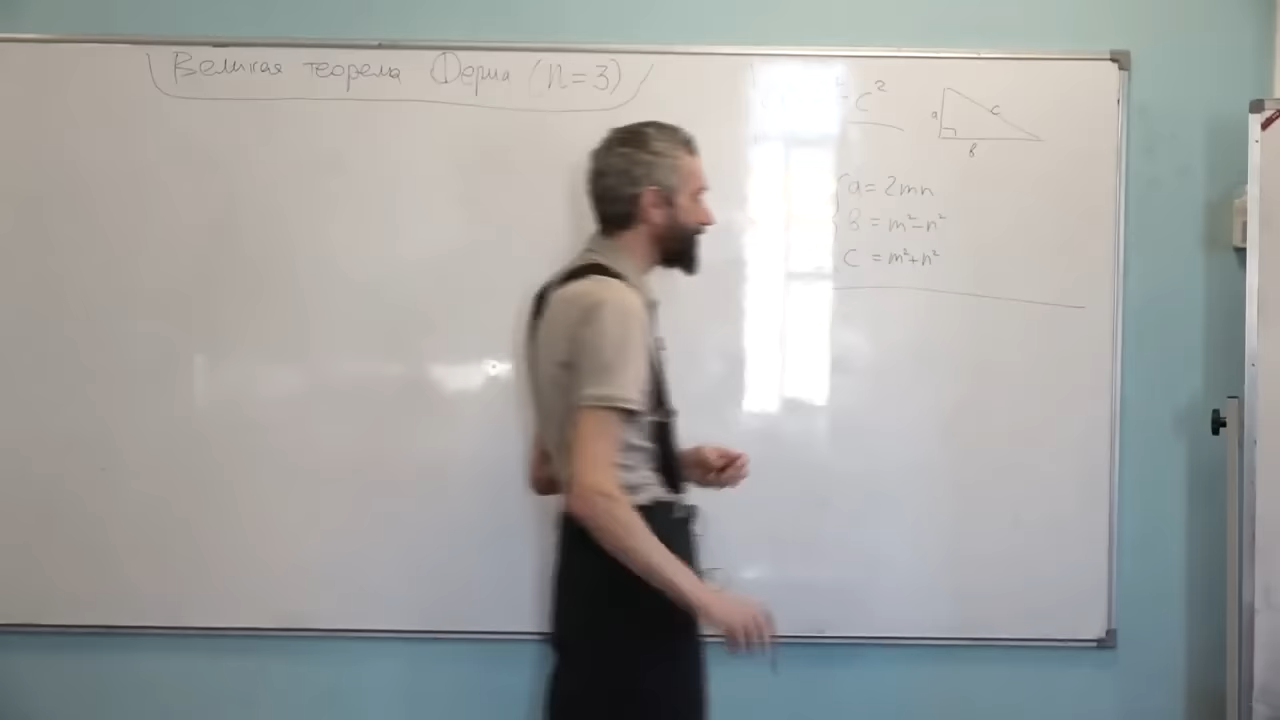 Великая теорема Ферма (n=3)
c²
a
c
b
a = 2mn
b = m²-n²
c = m²+n²